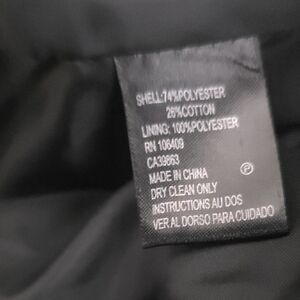 SHELL:74%POLYESTER
26%COTTON
LINING: 100%POLYESTER
RN 106409
CA39863
MADE IN CHINA
DRY CLEAN ONLY
P
INSTRUCTIONS AU DOS
VER AL DORSO PARA CUIDADO